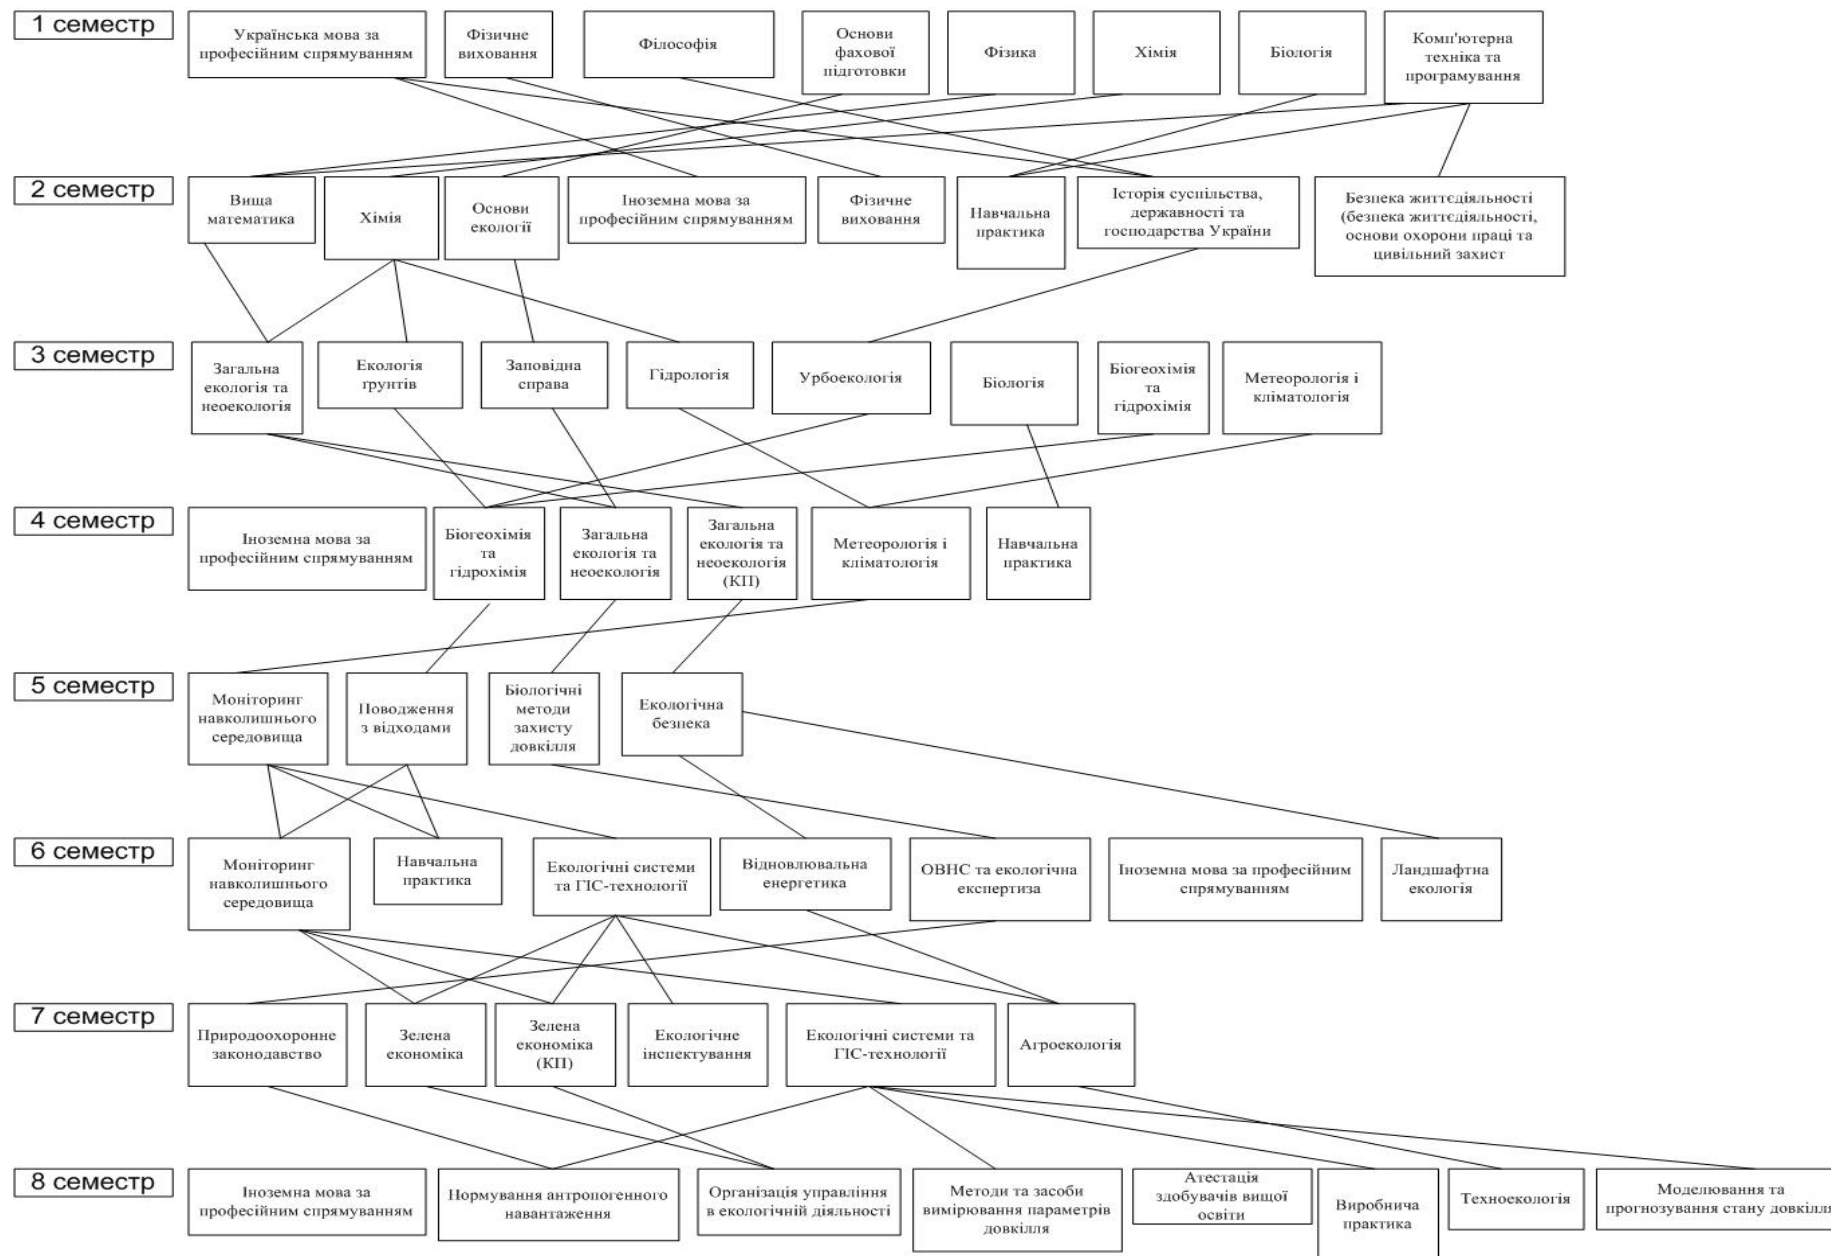 1 семестр
Українська мова за
професійним спрямуванням
Фізичне
виховання
Філософія
Основи
фахової
підготовки
Фізика
Хімія
Біологія
Комп'ютерна
техніка та
програмування
2 семестр
Вища
математика
Хімія
Основи
екології
Іноземна мова за
професійним спрямуванням
Фізичне
виховання
Навчальна
практика
Історія суспільства,
державності та
господарства України
Безпека життєдіяльності
(безпека життєдіяльності,
основи охорони праці та
цивільний захист
3 семестр
Загальна
екологія та
неоекологія
Екологія
ґрунтів
Заповідна
справа
Гідрологія
Урбоекологія
Біологія
Біогеохімія
та
гідрохімія
Метеорологія і
кліматологія
4 семестр
Іноземна мова за
професійним спрямуванням
Біогеохімія
та
гідрохімія
Загальна
екологія та
неоекологія
Загальна
екологія та
неоекологія
(КП)
Метеорологія і
кліматологія
Навчальна
практика
5 семестр
Моніторинг
навколишнього
середовища
Поводження
з відходами
Біологічні
методи
захисту
довкілля
Екологічна
безпека
6 семестр
Моніторинг
навколишнього
середовища
Навчальна
практика
Екологічні системи
та ГІС-технології
Відновлювальна
енергетика
ОВНС та екологічна
експертиза
Іноземна мова за професійним
спрямуванням
Ландшафтна
екологія
7 семестр
Природоохоронне
законодавство
Зелена
економіка
Зелена
економіка
(КП)
Екологічне
інспектування
Екологічні системи та
ГІС-технології
Агроекологія
8 семестр
Іноземна мова за
професійним спрямуванням
Нормування антропогенного
навантаження
Організація управління
в екологічній діяльності
Методи та засоби
вимірювання параметрів
довкілля
Атестація
здобувачів вищої
освіти
Виробнича
практика
Техноекологія
Моделювання та
прогнозування стану довкілля